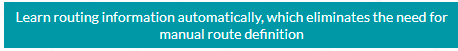 Learn routing information automatically, which eliminates the need for
manual route definition